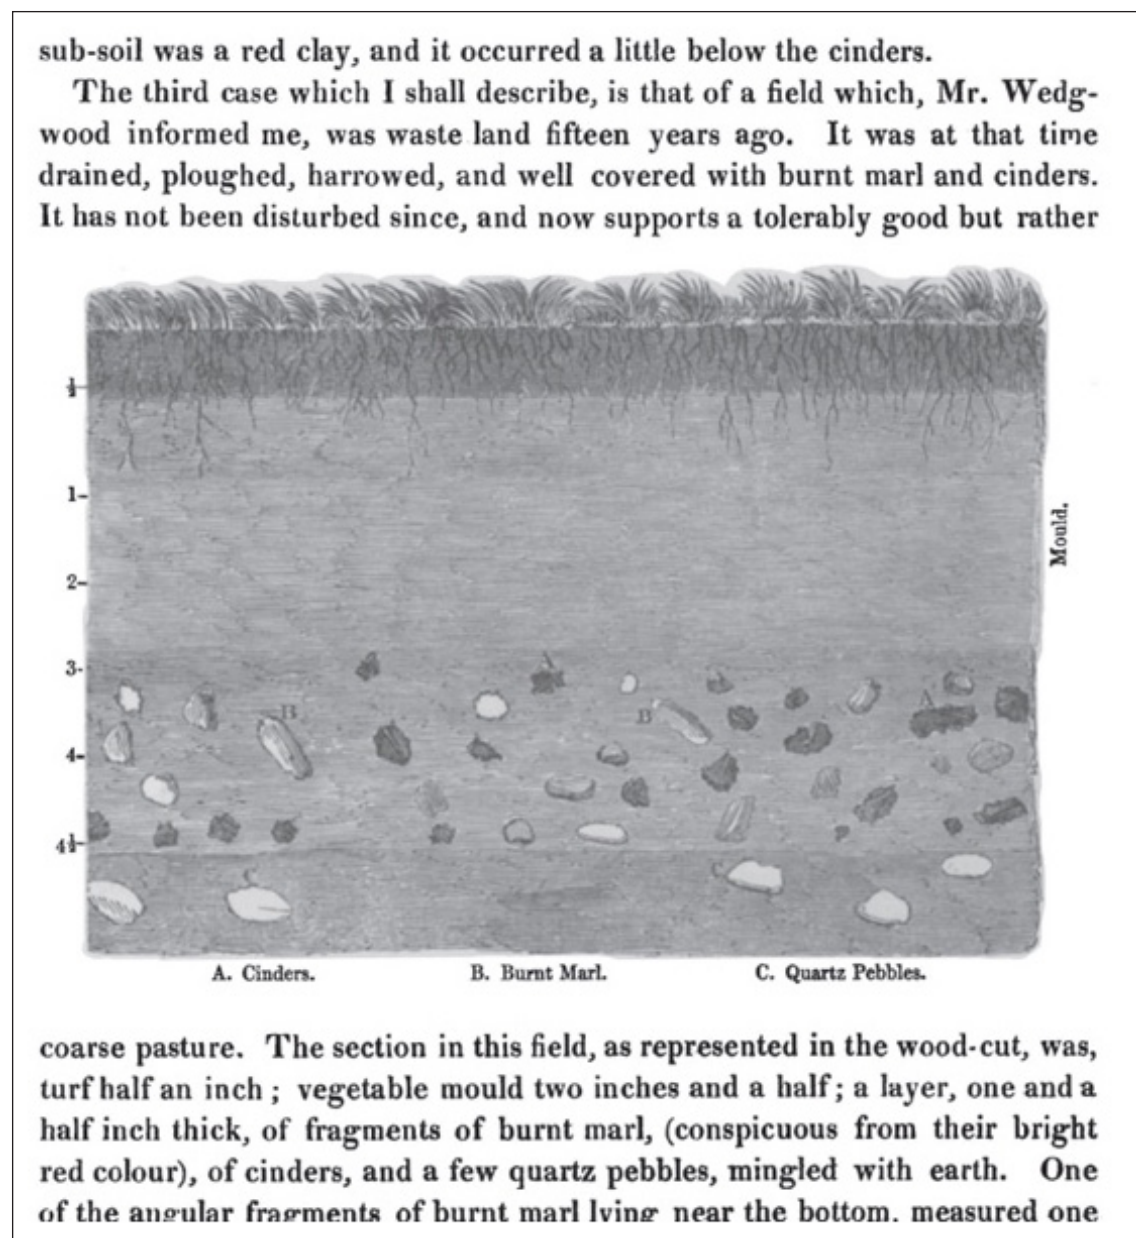 sub-soil was a red clay, and it occurred a little below the cinders.
The third case which I shall describe, is that of a field which, Mr. Wedg-
wood informed me, was waste land fifteen years ago. It was at that time
drained, ploughed, harrowed, and well covered with burnt marl and cinders.
It has not been disturbed since, and now supports a tolerably good but rather
½
1-
2-
3-
4-
4½
Mould.
A
B
B
A
C
C
A. Cinders. B. Burnt Marl. C. Quartz Pebbles.
coarse pasture. The section in this field, as represented in the wood-cut, was,
turf half an inch; vegetable mould two inches and a half; a layer, one and a
half inch thick, of fragments of burnt marl, (conspicuous from their bright
red colour), of cinders, and a few quartz pebbles, mingled with earth. One
of the angular fragments of burnt marl lying near the bottom, measured one